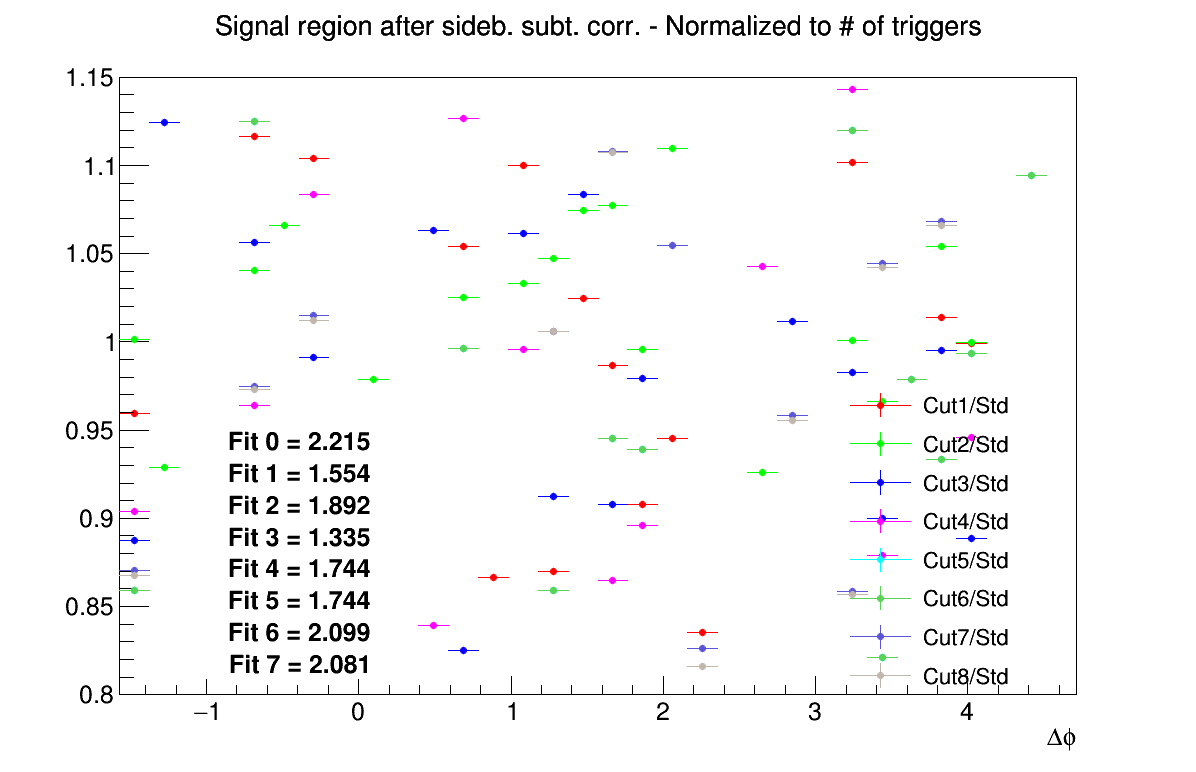 Signal region after sideb. subt. corr. - Normalized to # of triggers
1.15
1.1
1.05
1
0.95
0.9
0.85
0.8
Fit 0 = 2.215
Fit 1 = 1.554
Fit 2 = 1.892
Fit 3 = 1.335
Fit 4 = 1.744
Fit 5 = 1.744
Fit 6 = 2.099
Fit 7 = 2.081
Cut1/Std
Cut2/Std
Cut3/Std
Cut4/Std
Cut5/Std
Cut6/Std
Cut7/Std
Cut8/Std
−1 0 1 2 3 4
Δϕ